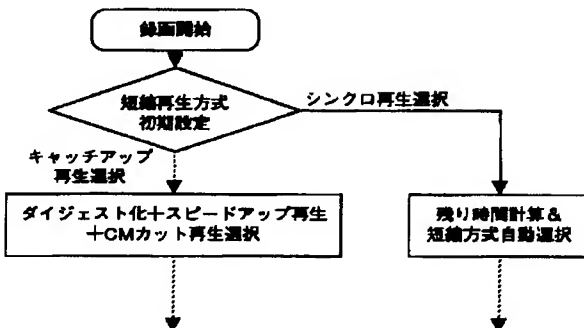 録画開始
短縮再生方式
初期設定
シンクロ再生選択
キャッチアップ
再生選択
ダイジェスト化＋スピードアップ再生
＋CMカット再生選択
残り時間計算＆
短縮方式自動選択